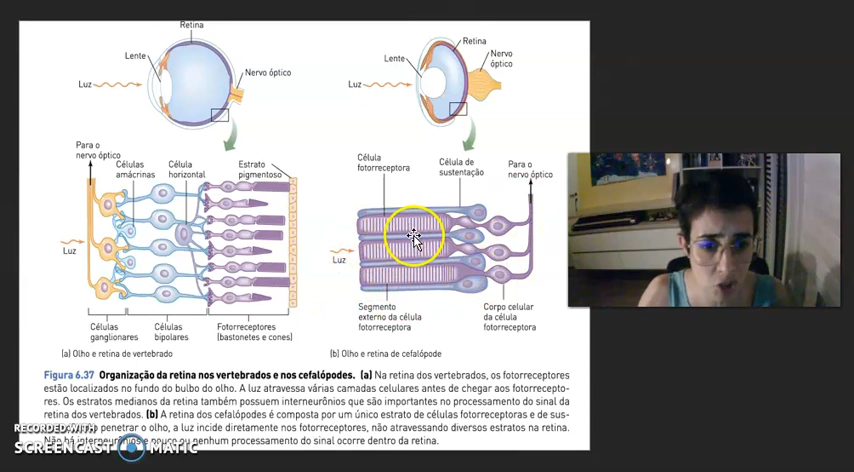 Retina
Lente
Nervo óptico
Luz
Retina
Lente
Nervo
óptico
Luz
Para o
nervo óptico
Células
amácrinas
Célula
horizontal
Estrato
pigmentoso
Luz
Células
ganglionares
Células
bipolares
Fotorreceptores
(bastonetes e cones)
(a) Olho e retina de vertebrado
Célula
fotorreceptora
Célula de
sustentação
Para o
nervo óptico
Luz
Segmento
externo da célula
fotorreceptora
Corpo celular
da célula
fotorreceptora
(b) Olho e retina de cefalópode
Figura 6.37 Organização da retina nos vertebrados e nos cefalópodes. (a) Na retina dos vertebrados, os fotorreceptores
estão localizados no fundo do bulbo do olho. A luz atravessa várias camadas celulares antes de chegar aos fotorrecepto-
res. Os estratos medianos da retina também possuem interneurônios que são importantes no processamento do sinal da
retina dos vertebrados. (b) A retina dos cefalópodes é composta por um único estrato de células fotorreceptoras e de sus-
penetrar o olho, a luz incide diretamente nos fotorreceptores, não atravessando diversos estratos na retina.
Não há interneurônios e pouco ou nenhum processamento do sinal ocorre dentro da retina.
RECORDED WITH
SCREENCAST MATIC